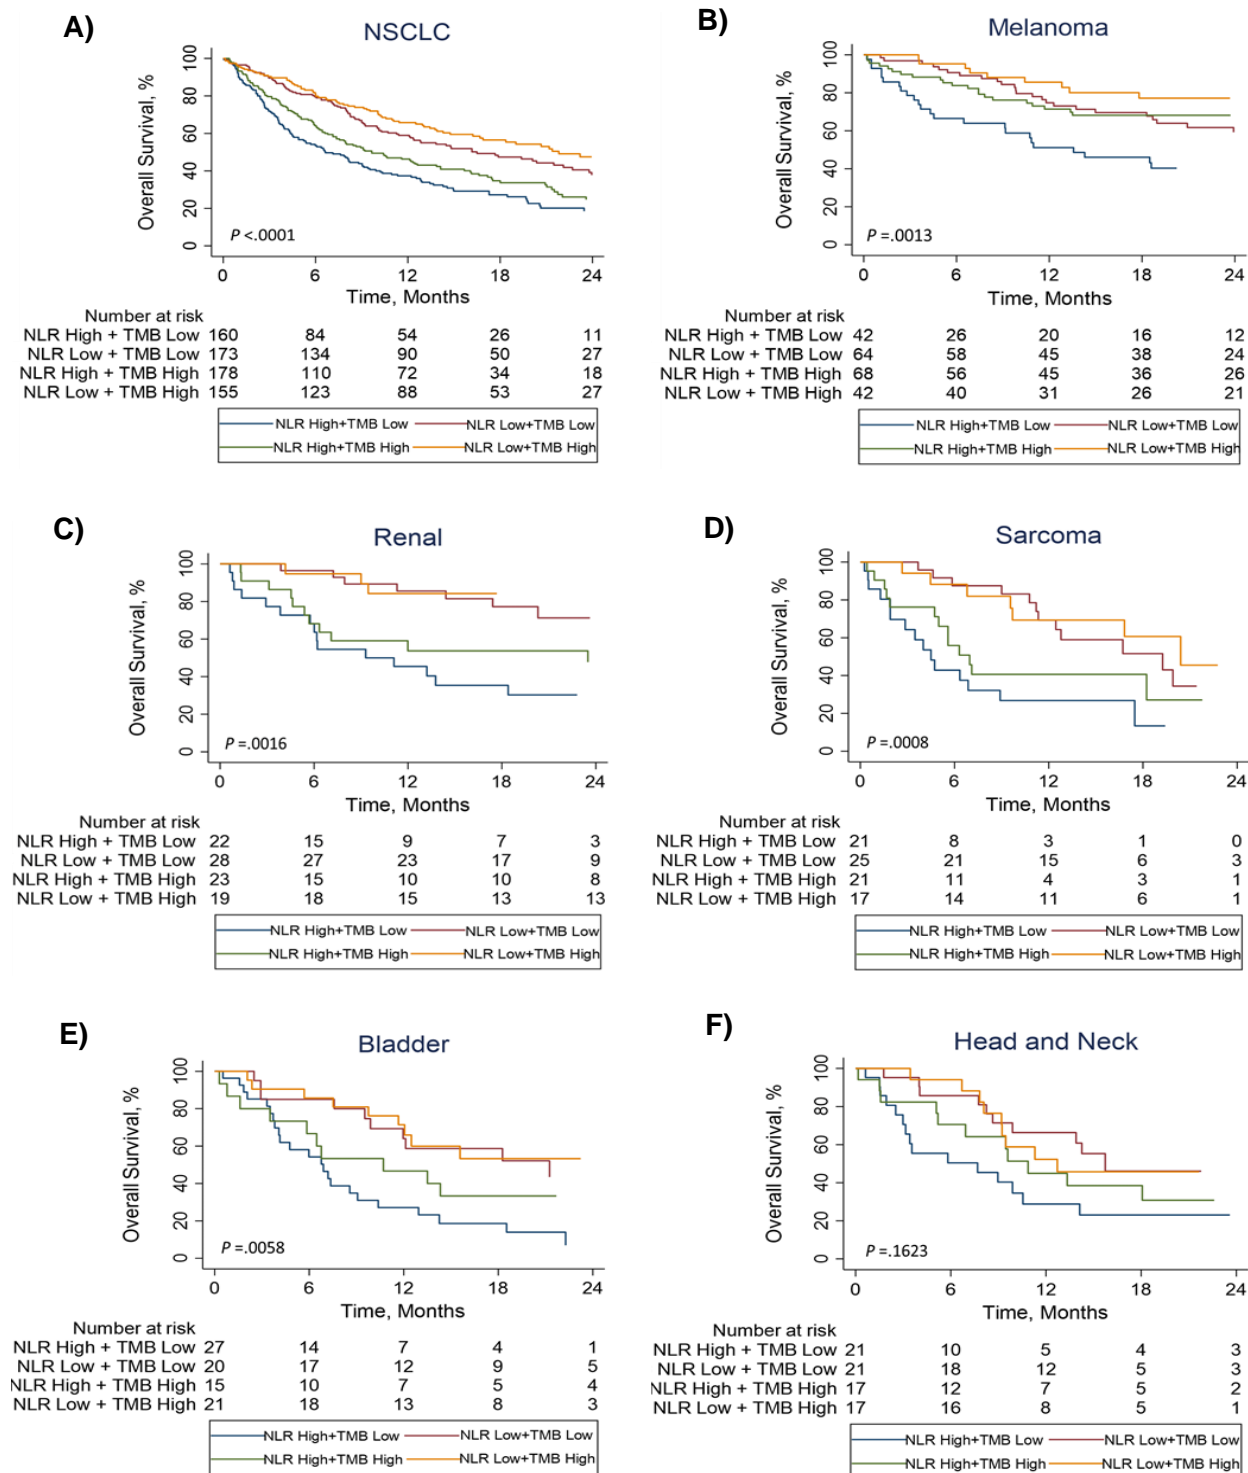 A)
NSCLC
Overall Survival, %
100
80
60
40
20
0
P <.0001
0 6 12 18 24
Time, Months
Number at risk
NLR High + TMB Low 160 84 54 26 11
NLR Low + TMB Low 173 134 90 50 27
NLR High + TMB High 178 110 72 34 18
NLR Low + TMB High 155 123 88 53 27
NLR High+TMB Low NLR Low+TMB Low
NLR High+TMB High NLR Low+TMB High
B)
Melanoma
Overall Survival, %
100
80
60
40
20
0
P =.0013
0 6 12 18 24
Time, Months
Number at risk
NLR High + TMB Low 42 26 20 16 12
NLR Low + TMB Low 64 58 45 38 24
NLR High + TMB High 68 56 45 36 26
NLR Low + TMB High 42 40 31 26 21
NLR High+TMB Low NLR Low+TMB Low
NLR High+TMB High NLR Low+TMB High
C)
Renal
Overall Survival, %
100
80
60
40
20
0
P =.0016
0 6 12 18 24
Time, Months
Number at risk
NLR High + TMB Low 22 15 9 7 3
NLR Low + TMB Low 28 27 23 17 9
NLR High + TMB High 23 15 10 10 8
NLR Low + TMB High 19 18 15 13 13
NLR High+TMB Low NLR Low+TMB Low
NLR High+TMB High NLR Low+TMB High
D)
Sarcoma
Overall Survival, %
100
80
60
40
20
0
P =.0008
0 6 12 18 24
Time, Months
Number at risk
NLR High + TMB Low 21 8 3 1 0
NLR Low + TMB Low 25 21 15 6 3
NLR High + TMB High 21 11 4 3 1
NLR Low + TMB High 17 14 11 6 1
NLR High+TMB Low NLR Low+TMB Low
NLR High+TMB High NLR Low+TMB High
E)
Bladder
Overall Survival, %
100
80
60
40
20
0
P =.0058
0 6 12 18 24
Time, Months
Number at risk
NLR High + TMB Low 27 14 7 4 1
NLR Low + TMB Low 20 17 12 9 5
NLR High + TMB High 15 10 7 5 4
NLR Low + TMB High 21 18 13 8 3
NLR High+TMB Low NLR Low+TMB Low
NLR High+TMB High NLR Low+TMB High
F)
Head and Neck
Overall Survival, %
100
80
60
40
20
0
P =.1623
0 6 12 18 24
Time, Months
Number at risk
NLR High + TMB Low 21 10 5 4 3
NLR Low + TMB Low 21 18 12 5 3
NLR High + TMB High 17 12 7 5 2
NLR Low + TMB High 17 16 8 5 1
NLR High+TMB Low NLR Low+TMB Low
NLR High+TMB High NLR Low+TMB High